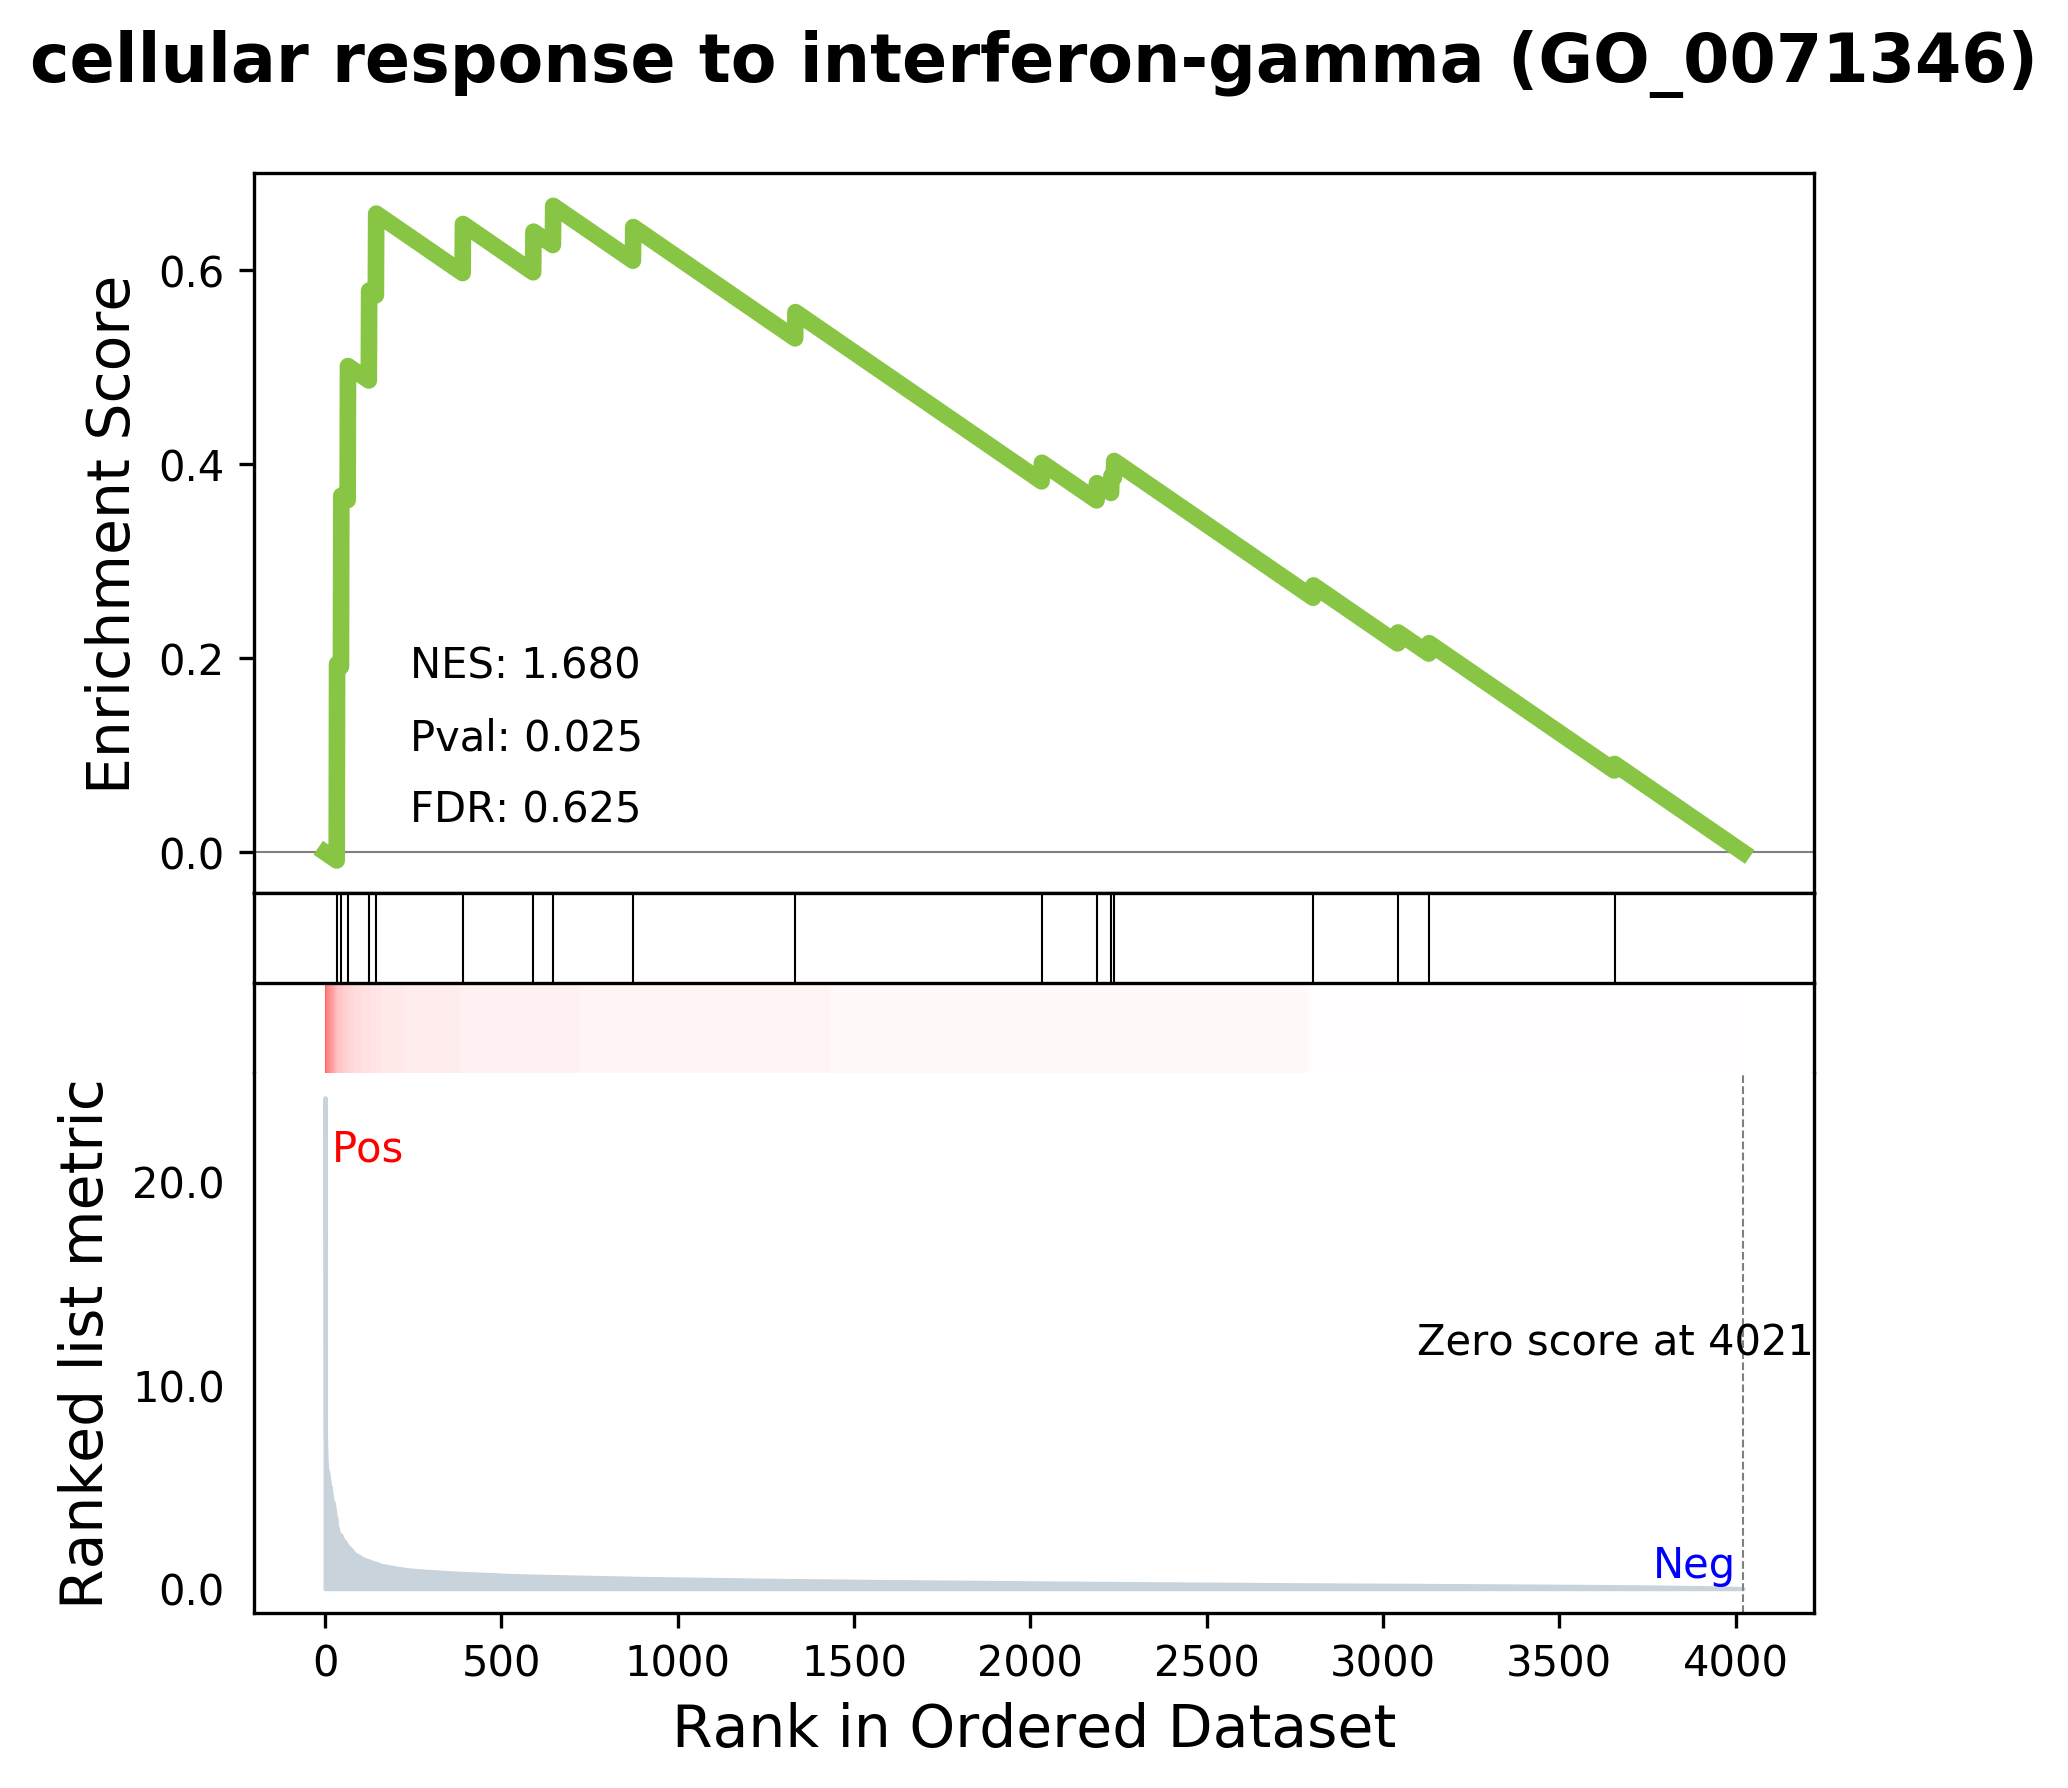 cellular response to interferon-gamma (GO_0071346)
Enrichment Score
0.6
0.4
0.2
0.0
NES: 1.680
Pval: 0.025
FDR: 0.625
Ranked list metric
20.0
10.0
0.0
Pos
Zero score at 4021
Neg
0 500 1000 1500 2000 2500 3000 3500 4000
Rank in Ordered Dataset